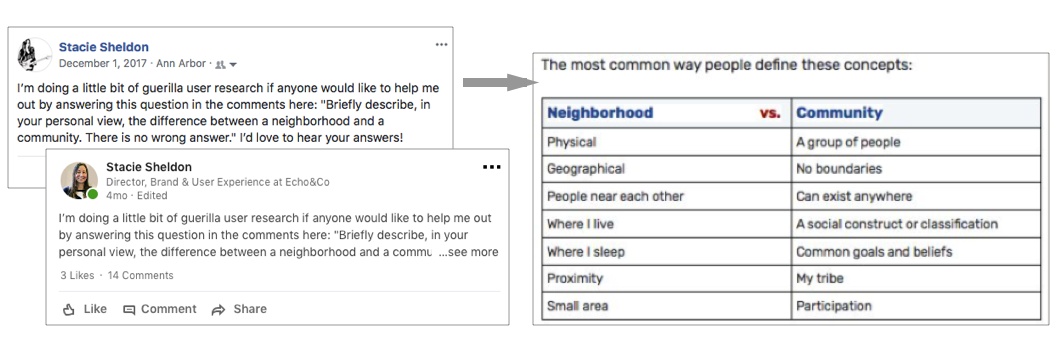 Stacie Sheldon
December 1, 2017 · Ann Arbor ·
I'm doing a little bit of guerilla user research if anyone would like to help me
out by answering this question in the comments here: "Briefly describe, in
your personal view, the difference between a neighborhood and a
community. There is no wrong answer." I'd love to hear your answers!
Stacie Sheldon
Director, Brand & User Experience at Echo&Co
4mo · Edited
I'm doing a little bit of guerilla user research if anyone would like to help me out
by answering this question in the comments here: "Briefly describe, in your
personal view, the difference between a neighborhood and a commu ...see more
3 Likes · 14 Comments
Like Comment Share
The most common way people define these concepts:
Neighborhood vs. Community
Physical A group of people
Geographical No boundaries
People near each other Can exist anywhere
Where I live A social construct or classification
Where I sleep Common goals and beliefs
Proximity My tribe
Small area Participation